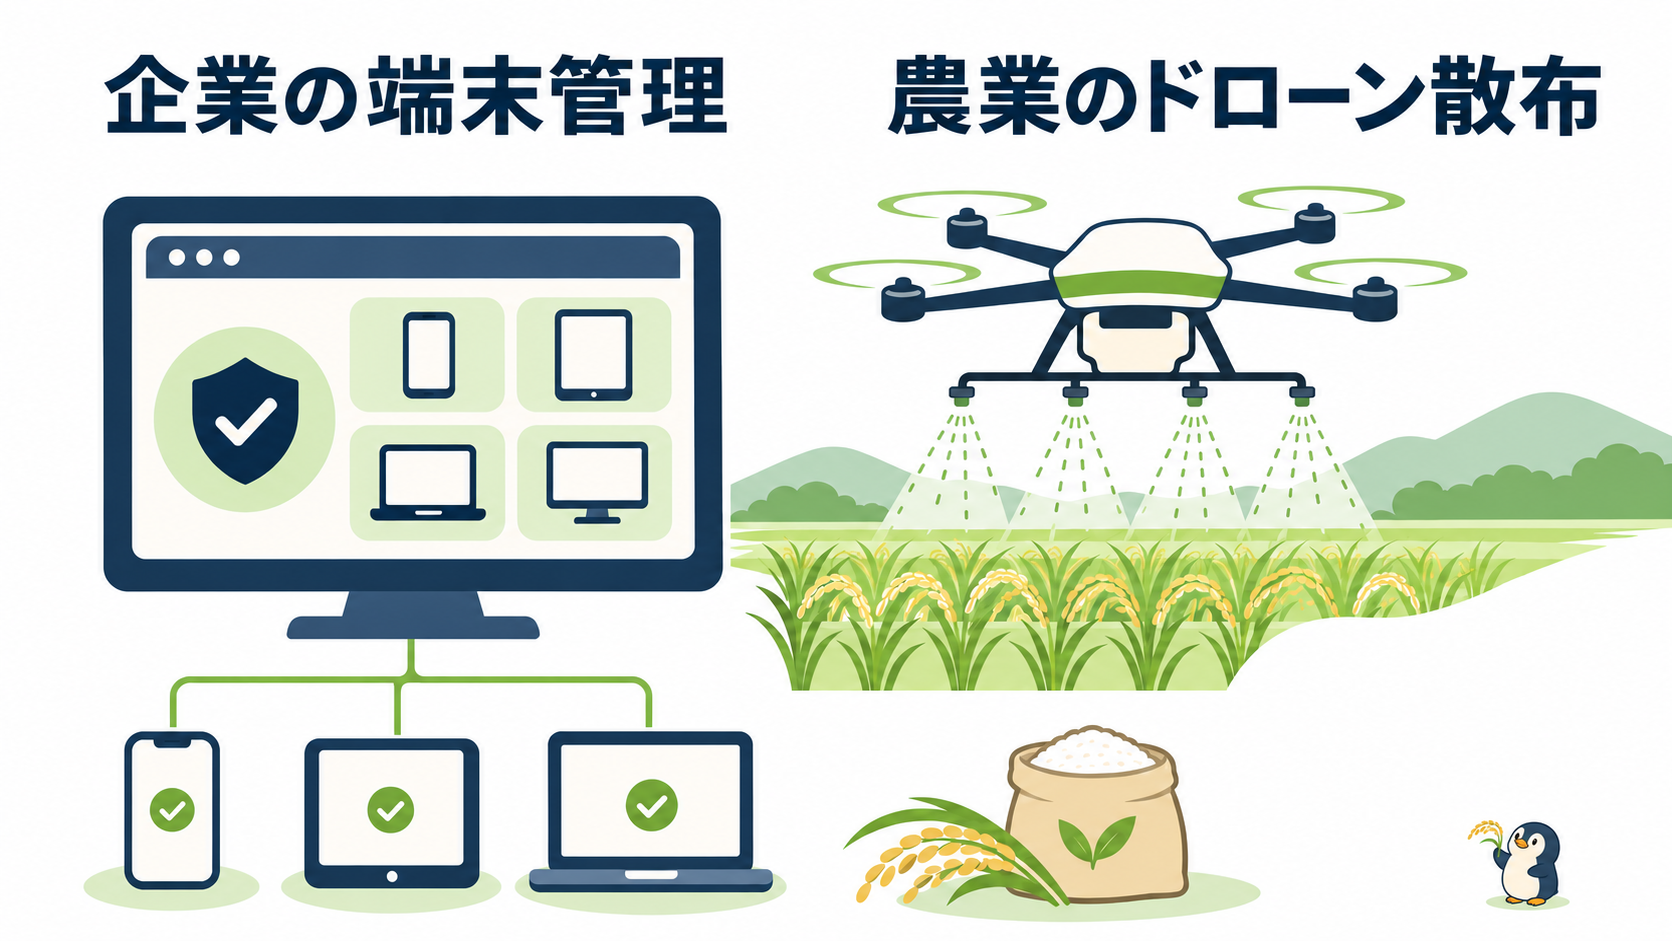 企業の端末管理
農業のドローン散布